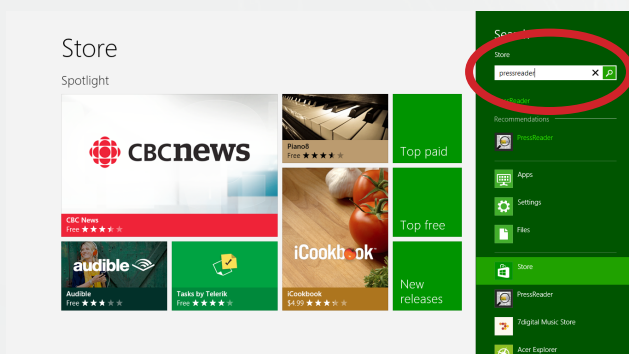 Store
Spotlight
CBCnews
CBC News
Free
audible
Audible
Free
Tasks by Telerik
Free
Piano8
Free
iCookbook
iCookbook
$4.99
Top paid
Top free
New
releases
Search
Store
pressreader
PressReader
Recommendations
PressReader
Apps
Settings
Files
Store
PressReader
7digital Music Store
Acer Explorer